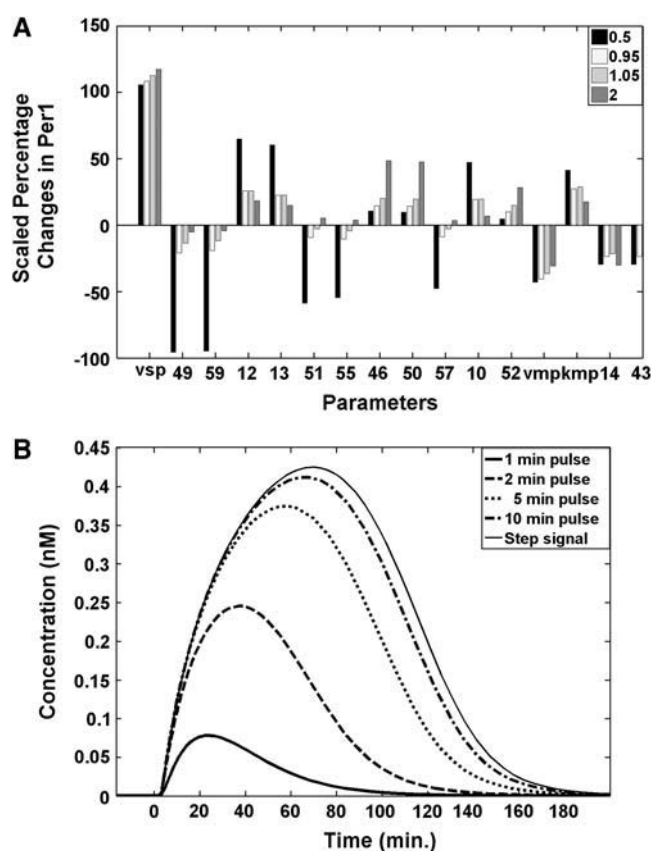 A
150
100
50
0
-50
-100
Scaled Percentage
Changes in Per1
0.5
0.95
1.05
2
vsp 49 59 12 13 51 55 46 50 57 10 52 vmp kmp 14 43
Parameters
B
0.45
0.4
0.35
0.3
0.25
0.2
0.15
0.1
0.05
0
Concentration (nM)
1 min pulse
2 min pulse
5 min pulse
10 min pulse
Step signal
0 20 40 60 80 100 120 140 160 180
Time (min.)